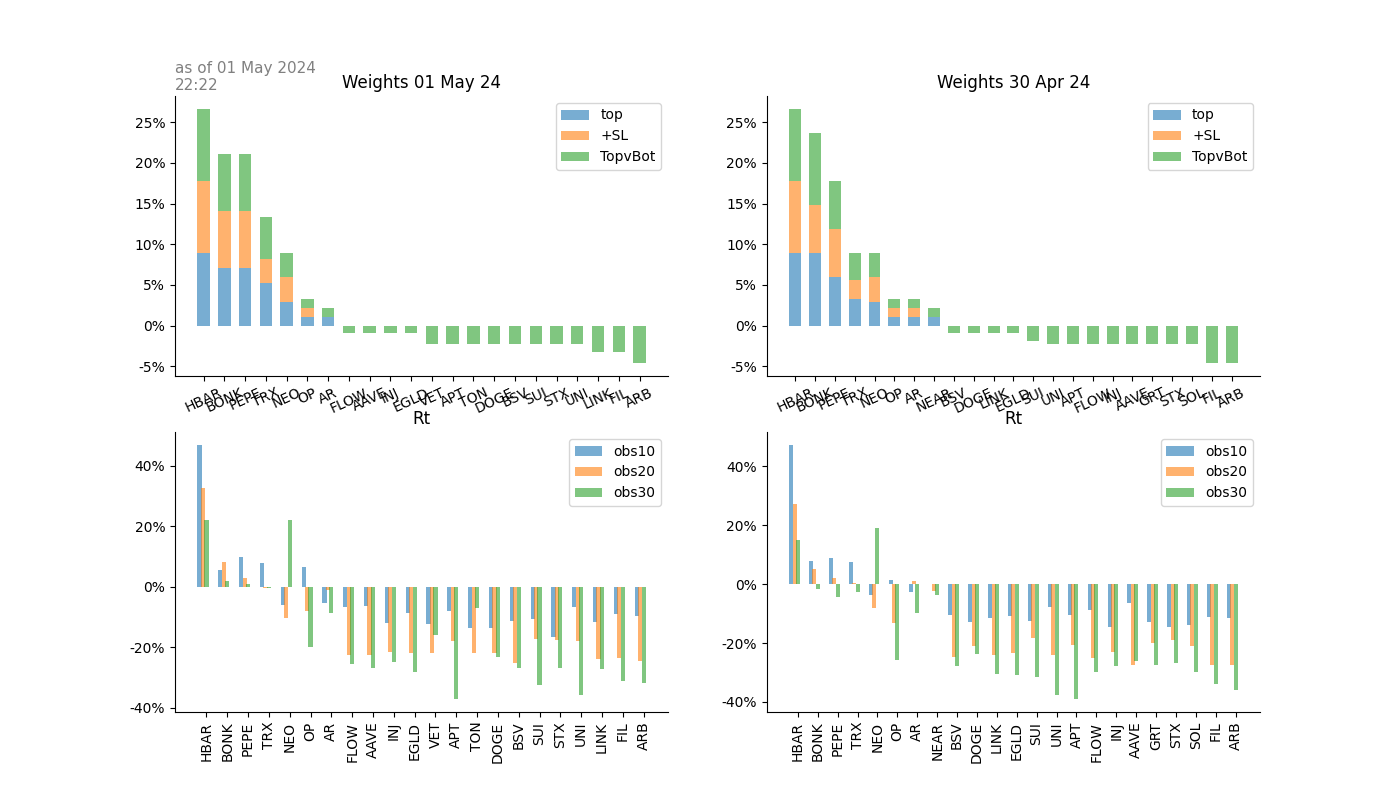 as of 01 May 2024
22:22
Weights 01 May 24
25%
20%
15%
10%
5%
0%
-5%
top
+SL
TopvBot
HBAR BONK PEPE TRX NEO OP AR FLOW AAVE INJ EGLD VET APT TON DOGE BSV SUI STX UNI LINK FIL ARB
Weights 30 Apr 24
25%
20%
15%
10%
5%
0%
-5%
top
+SL
TopvBot
HBAR BONK PEPE TRX NEO OP AR NEAR BSV DOGE LINK EGLD SUI UNI APT FLOW INJ AAVE GRT STX SOL FIL ARB
Rt
40%
20%
0%
-20%
-40%
obs10
obs20
obs30
HBAR BONK PEPE TRX NEO OP AR FLOW AAVE INJ EGLD VET APT TON DOGE BSV SUI STX UNI LINK FIL ARB
Rt
40%
20%
0%
-20%
-40%
obs10
obs20
obs30
HBAR BONK PEPE TRX NEO OP AR NEAR BSV DOGE LINK EGLD SUI UNI APT FLOW INJ AAVE GRT STX SOL FIL ARB